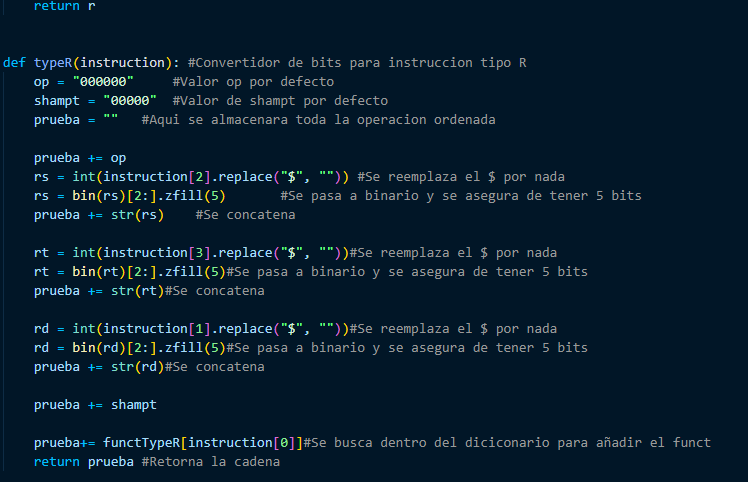 return r
def typeR(instruction): #Convertidor de bits para instruccion tipo R
op = "000000" #Valor op por defecto
shampt = "00000" #Valor de shampt por defecto
prueba = "" #Aqui se almacenara toda la operacion ordenada
prueba += op
rs = int(instruction[2].replace("$", "")) #Se reemplaza el $ por nada
rs = bin(rs)[2:].zfill(5) #Se pasa a binario y se asegura de tener 5 bits
prueba += str(rs) #Se concatena
rt = int(instruction[3].replace("$", ""))#Se reemplaza el $ por nada
rt = bin(rt)[2:].zfill(5)#Se pasa a binario y se asegura de tener 5 bits
prueba += str(rt)#Se concatena
rd = int(instruction[1].replace("$", ""))#Se reemplaza el $ por nada
rd = bin(rd)[2:].zfill(5)#Se pasa a binario y se asegura de tener 5 bits
prueba += str(rd)#Se concatena
prueba += shampt
prueba+= functTypeR[instruction[0]]#Se busca dentro del diciconario para añadir el funct
return prueba #Retorna la cadena